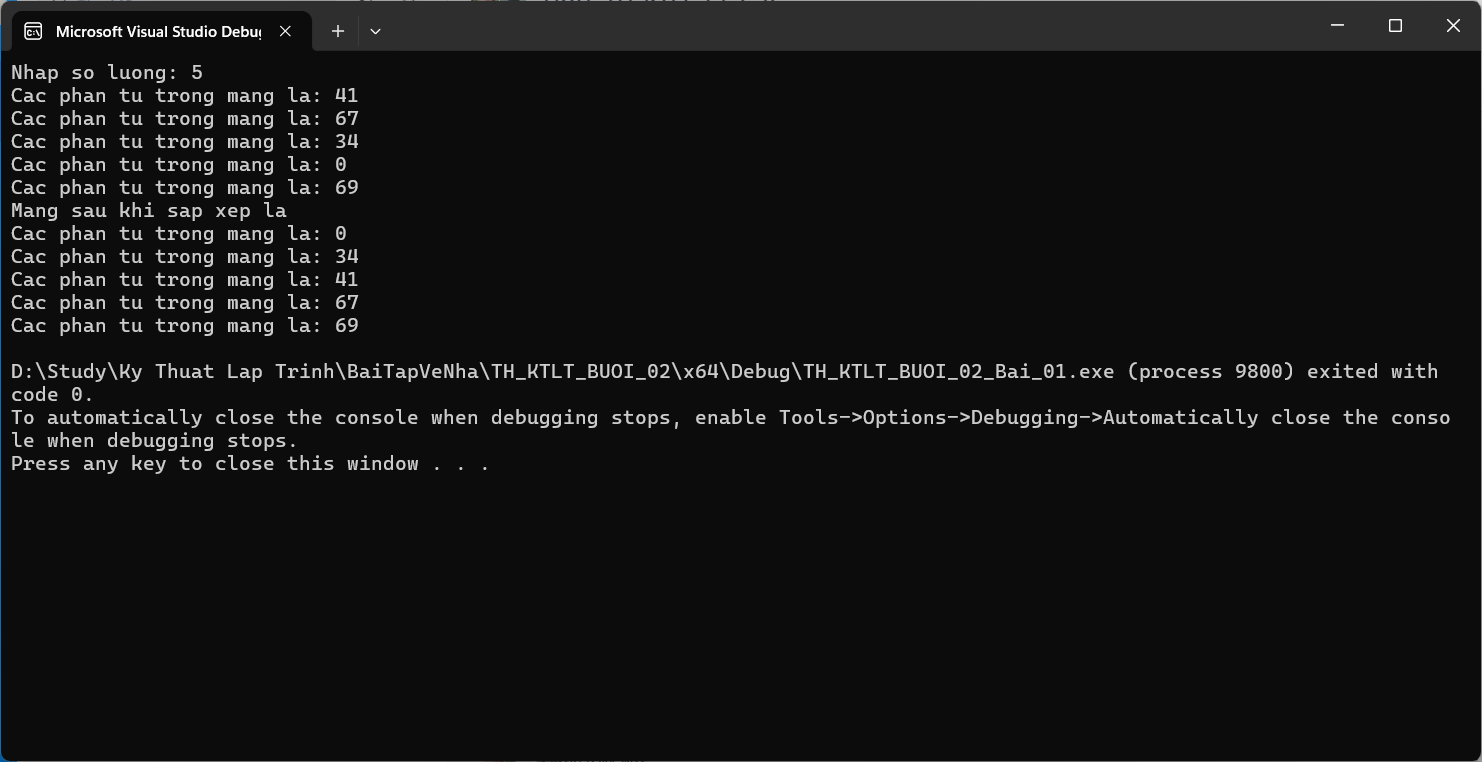 Microsoft Visual Studio Debu
Nhap so luong: 5
Cac phan tu trong mang la: 41
Cac phan tu trong mang la: 67
Cac phan tu trong mang la: 34
Cac phan tu trong mang la: 0
Cac phan tu trong mang la: 69
Mang sau khi sap xep la
Cac phan tu trong mang la: 0
Cac phan tu trong mang la: 34
Cac phan tu trong mang la: 41
Cac phan tu trong mang la: 67
Cac phan tu trong mang la: 69
D:\Study\Ky Thuat Lap Trinh\BaiTapVeNha\TH_KTLT_BUOI_02\x64\Debug\TH_KTLT_BUOI_02_Bai_01.exe (process 9800) exited with
code 0.
To automatically close the console when debugging stops, enable Tools->Options->Debugging->Automatically close the conso
le when debugging stops.
Press any key to close this window . . .